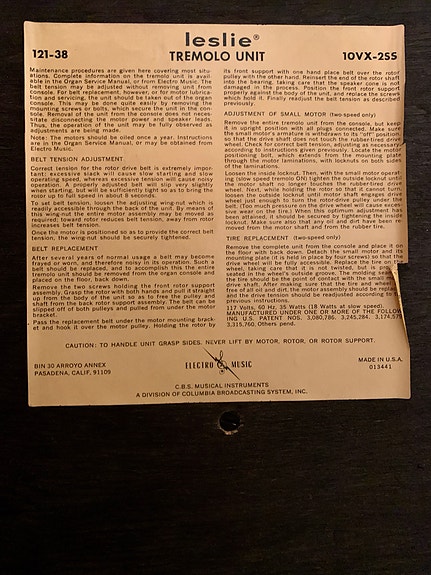 leslie®
121-38
TREMOLO UNIT
10VX-2SS
Maintenance procedures are given here covering most situ-
ations. Complete information on the tremolo unit is avail-
able in the Organ Service Manual, or from Electro Music. The
belt tension may be adjusted without removing unit from
console. For belt replacement, however, or for motor lubrica-
tion and servicing, the unit should be taken out of the organ
console. This may be done quite easily by removing the
mounting screws or bolts, which secure the unit in the con-
sole. Removal of the unit from the console does not neces-
sitate disconnecting the motor power and speaker leads.
Thus, the operation of the unit may be fully observed as
adjustments are being made.
Note: The motors should be oiled once a year. Instructions
are in the Organ Service Manual, or may be obtained from
Electro Music.
BELT TENSION ADJUSTMENT
Correct tension for the rotor drive belt is extremely impor-
tant; excessive slack will cause slow starting and slow
operating speed, whereas excessive tension will cause noisy
operation. A properly adjusted belt will slip very slightly
when starting, but will be sufficiently tight so as to bring the
motor up to full speed in about 5 seconds.
To set belt tension, loosen the adjusting wing-nut which is
readily accessible through the back of the unit. By means of
this wing-nut the entire motor assembly may be moved as
required; toward rotor reduces belt tension, away from rotor
increases belt tension.
Once the motor is positioned so as to provide the correct belt
tension, the wing-nut should be securely tightened.
BELT REPLACEMENT
After several years of normal usage a belt may become
frayed or worn, and therefore noisy in its operation. Such a
belt should be replaced, and to accomplish this the entire
tremolo unit should be removed from the organ console and
placed on the floor, back down.
Remove the two screws holding the front rotor support
assembly. Grasp the rotor with both hands and pull it straight
up from the body of the unit so as to free the pulley and
shaft from the back rotor support assembly. The belt can be
slipped off of both pulleys and pulled from under the motor
bracket.
Pass the replacement belt under the motor mounting brack-
et and hook it over the motor pulley. Holding the rotor by
its front support with one hand place belt over the rotor
pulley with the other hand. Reinsert the end of the rotor shaft
into the bearing, taking care that the speaker cone is not
damaged in the process. Position the front rotor support
properly against the body of the unit, and replace the screws
which hold it. Finally readjust the belt tension as described
previously.
ADJUSTMENT OF SMALL MOTOR (two-speed only)
Remove the entire tremolo unit from the console, but keep
it in upright position with all plugs connected. Make sure
the small motor's armature is withdrawn to its "off" position,
so that the drive shaft does not touch the rubber-tired drive
wheel. Check for correct belt tension, adjusting as necessary
according to instructions given previously. Locate the motor
positioning bolt, which extends from the mounting plate
through the motor laminations, with locknuts on both sides
of the laminations.
Loosen the inside locknut. Then, with the small motor operat-
ing (slow speed tremolo ON) tighten the outside locknut until
the motor shaft no longer touches the rubber-tired drive
wheel. Next, while holding the rotor so that it cannot turn,
loosen the outside locknut until motor shaft engages drive
wheel just enough to turn the rotor-drive pulley under the
belt. (Too much pressure on the drive wheel will cause exces-
sive wear on the tire.) When this optimum adjustment has
been attained, it should be secured by tightening the inside
locknut. Make sure also that any oil and dirt have been re-
moved from the motor shaft and from the rubber tire.
TIRE REPLACEMENT (two-speed only)
Remove the complete unit from the console and place it on
the floor with back down. Detach the small motor and its
mounting plate (it is held in place by four screws) so that the
drive wheel will be fully accessible. Replace the tire on the
wheel, taking care that it is not twisted, but is
seated in the wheel's outside groove. The molding seam
the tire should be the point of contact with the small mo
drive shaft. After making sure that the tire and wheel
free of all oil and dirt, the motor assembly should be repla
and the drive tension should be readjusted according to
previous instructions.
117 Volts, 60 Hz, 35 Watts (18 Watts at slow speed).
MANUFACTURED UNDER ONE OR MORE OF THE FOLLOW
ING U.S. PATENT NOS. 3,080,786. 3,245,284. 3,174,579
3,315,760, Others pend.
CAUTION: TO HANDLE UNIT GRASP SIDES. NEVER LIFT BY MOTOR, ROTOR, OR ROTOR SUPPORT.
BIN 30 ARROYO ANNEX
PASADENA, CALIF. 91109
ELECTRO MUSIC
MADE IN U.S.A.
013441
C.B.S. MUSICAL INSTRUMENTS
A DIVISION OF COLUMBIA BROADCASTING SYSTEM, INC.